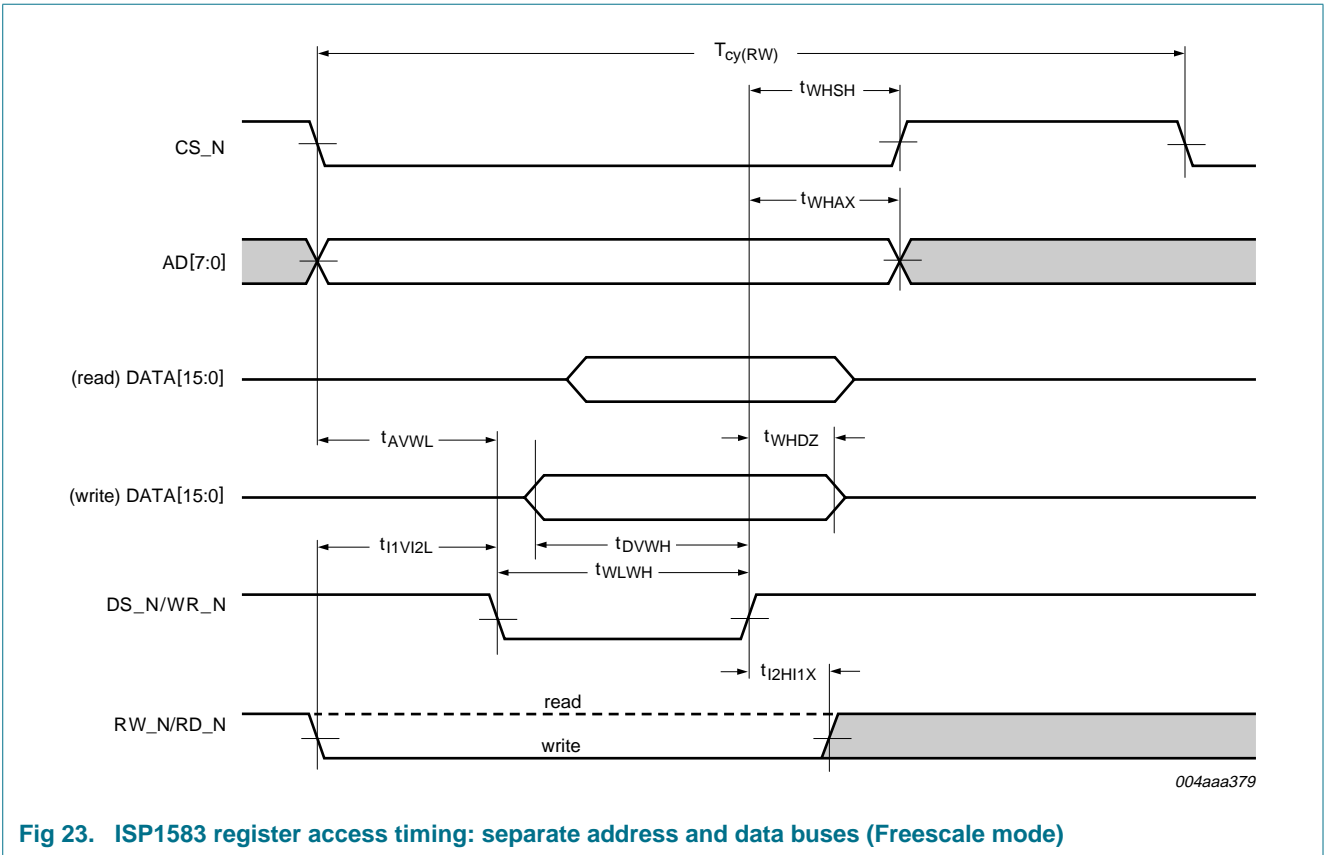 Tcy(RW)
tWHSH
CS_N
tWHAX
AD[7:0]
(read) DATA[15:0]
tAVWL
tWHDZ
(write) DATA[15:0]
tI1VI2L
tDVWH
tWLWH
DS_N/WR_N
tI2HI1X
read
RW_N/RD_N
write
004aaa379
Fig 23. ISP1583 register access timing: separate address and data buses (Freescale mode)